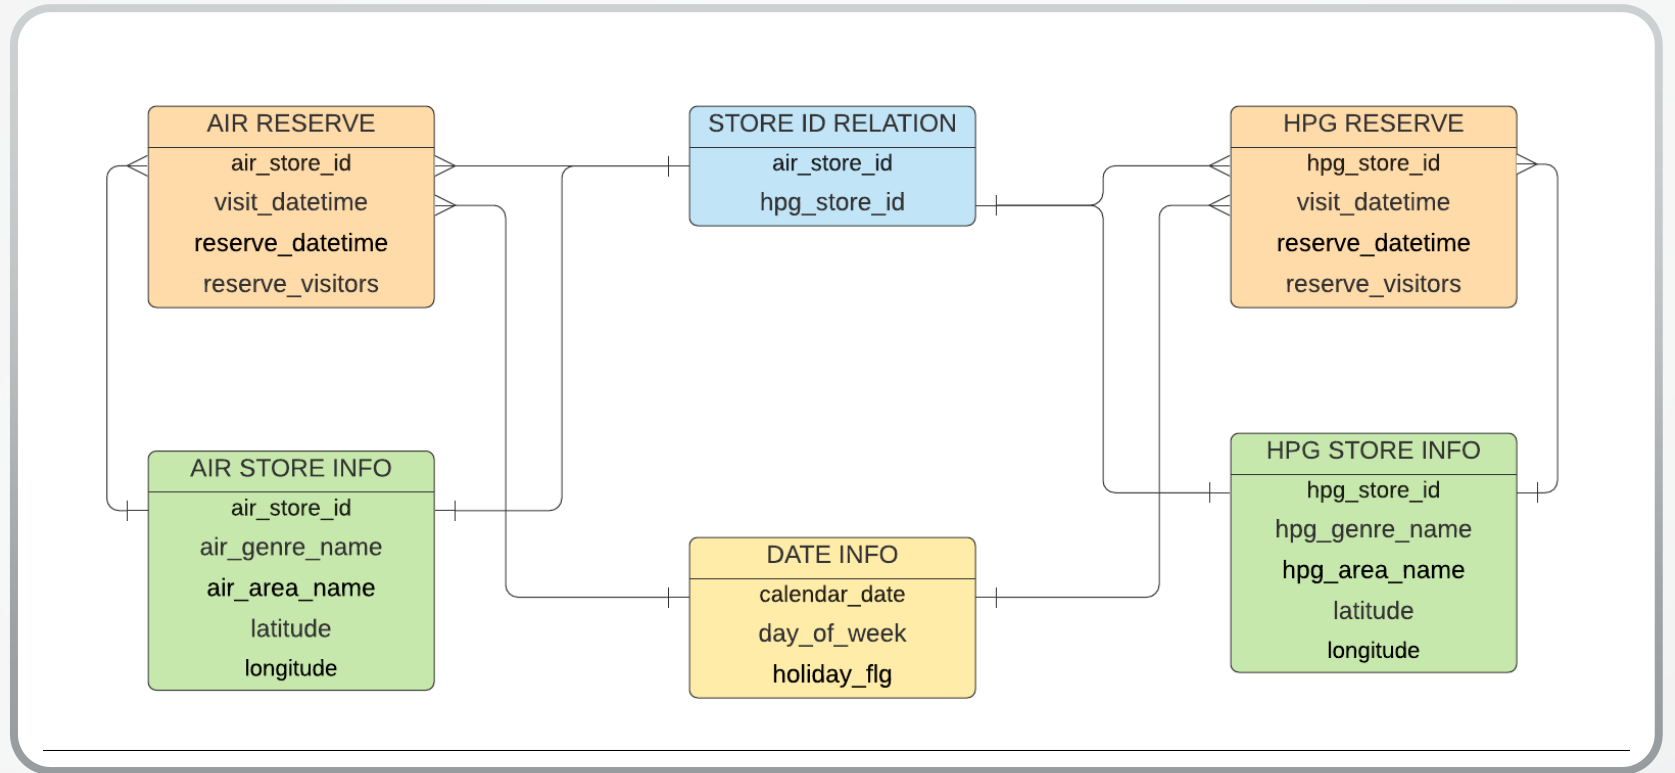 AIR RESERVE
air_store_id
visit_datetime
reserve_datetime
reserve_visitors
STORE ID RELATION
air_store_id
hpg_store_id
HPG RESERVE
hpg_store_id
visit_datetime
reserve_datetime
reserve_visitors
AIR STORE INFO
air_store_id
air_genre_name
air_area_name
latitude
longitude
DATE INFO
calendar_date
day_of_week
holiday_flg
HPG STORE INFO
hpg_store_id
hpg_genre_name
hpg_area_name
latitude
longitude